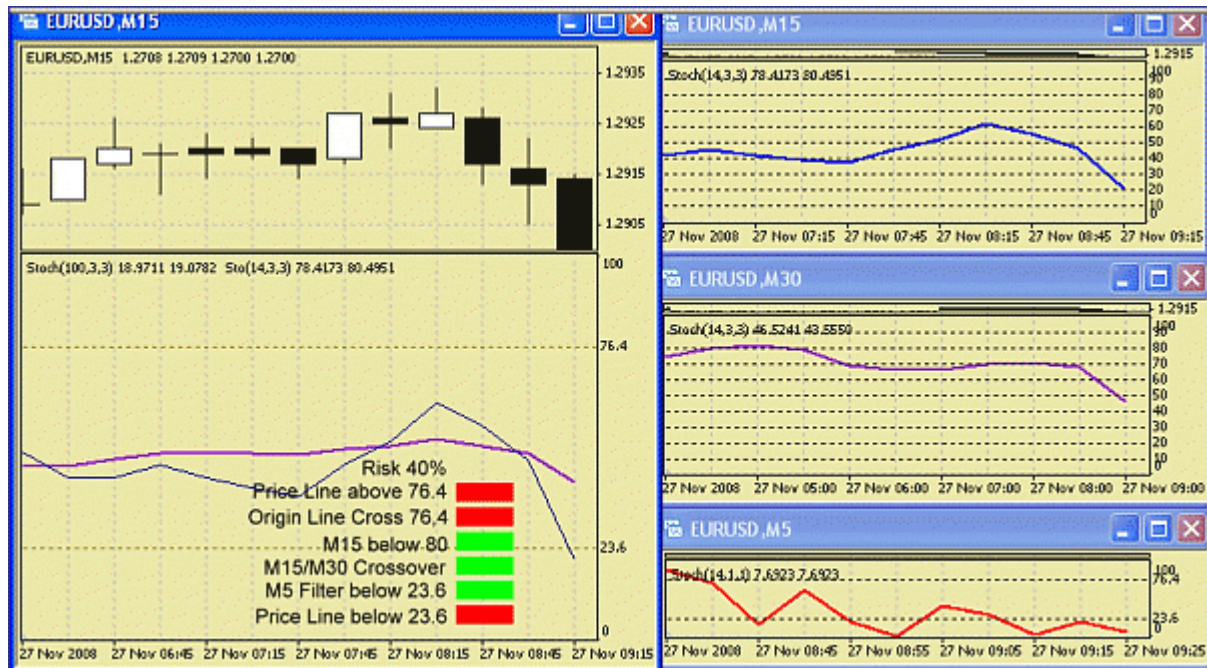 EURUSD,M15
EURUSD,M15 1.2708 1.2709 1.2700 1.2700
1.2935
1.2925
1.2915
1.2905
Stoch(100,3,3) 18.9711 19.0782 Sto(14,3,3) 78.4173 80.4951
100
76.4
23.6
0
Risk 40%
Price Line above 76.4
Origin Line Cross 76,4
M15 below 80
M15/M30 Crossover
M5 Filter below 23.6
Price Line below 23.6
27 Nov 2008 27 Nov 06:45 27 Nov 07:15 27 Nov 07:45 27 Nov 08:15 27 Nov 08:45 27 Nov 09:15
EURUSD,M15
1.2915
Stoch(14,3,3) 78.4173 80.4951
100
90
80
70
60
50
40
30
20
10
0
27 Nov 2008 27 Nov 07:15 27 Nov 07:45 27 Nov 08:15 27 Nov 08:45 27 Nov 09:15
EURUSD,M30
1.2915
Stoch(14,3,3) 46.5241 43.5550
100
90
80
70
60
50
40
30
20
10
0
27 Nov 2008 27 Nov 05:00 27 Nov 06:00 27 Nov 07:00 27 Nov 08:00 27 Nov 09:00
EURUSD,M5
Stoch(14,1,1) 7.6923 7.6923
100
76.4
23.6
0
27 Nov 2008 27 Nov 08:45 27 Nov 08:55 27 Nov 09:05 27 Nov 09:15 27 Nov 09:25